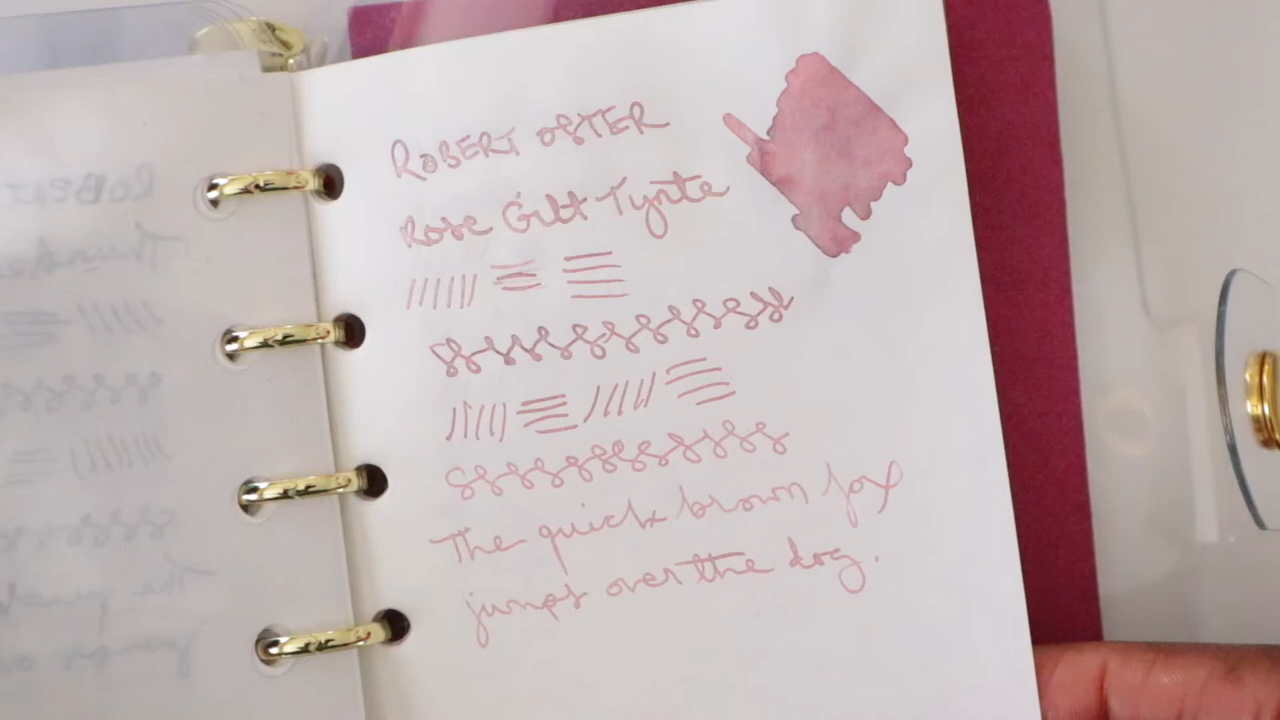 ROBERT OSTER
Rose Gilt Tynte
The quick brown fox
jumps over the dog.